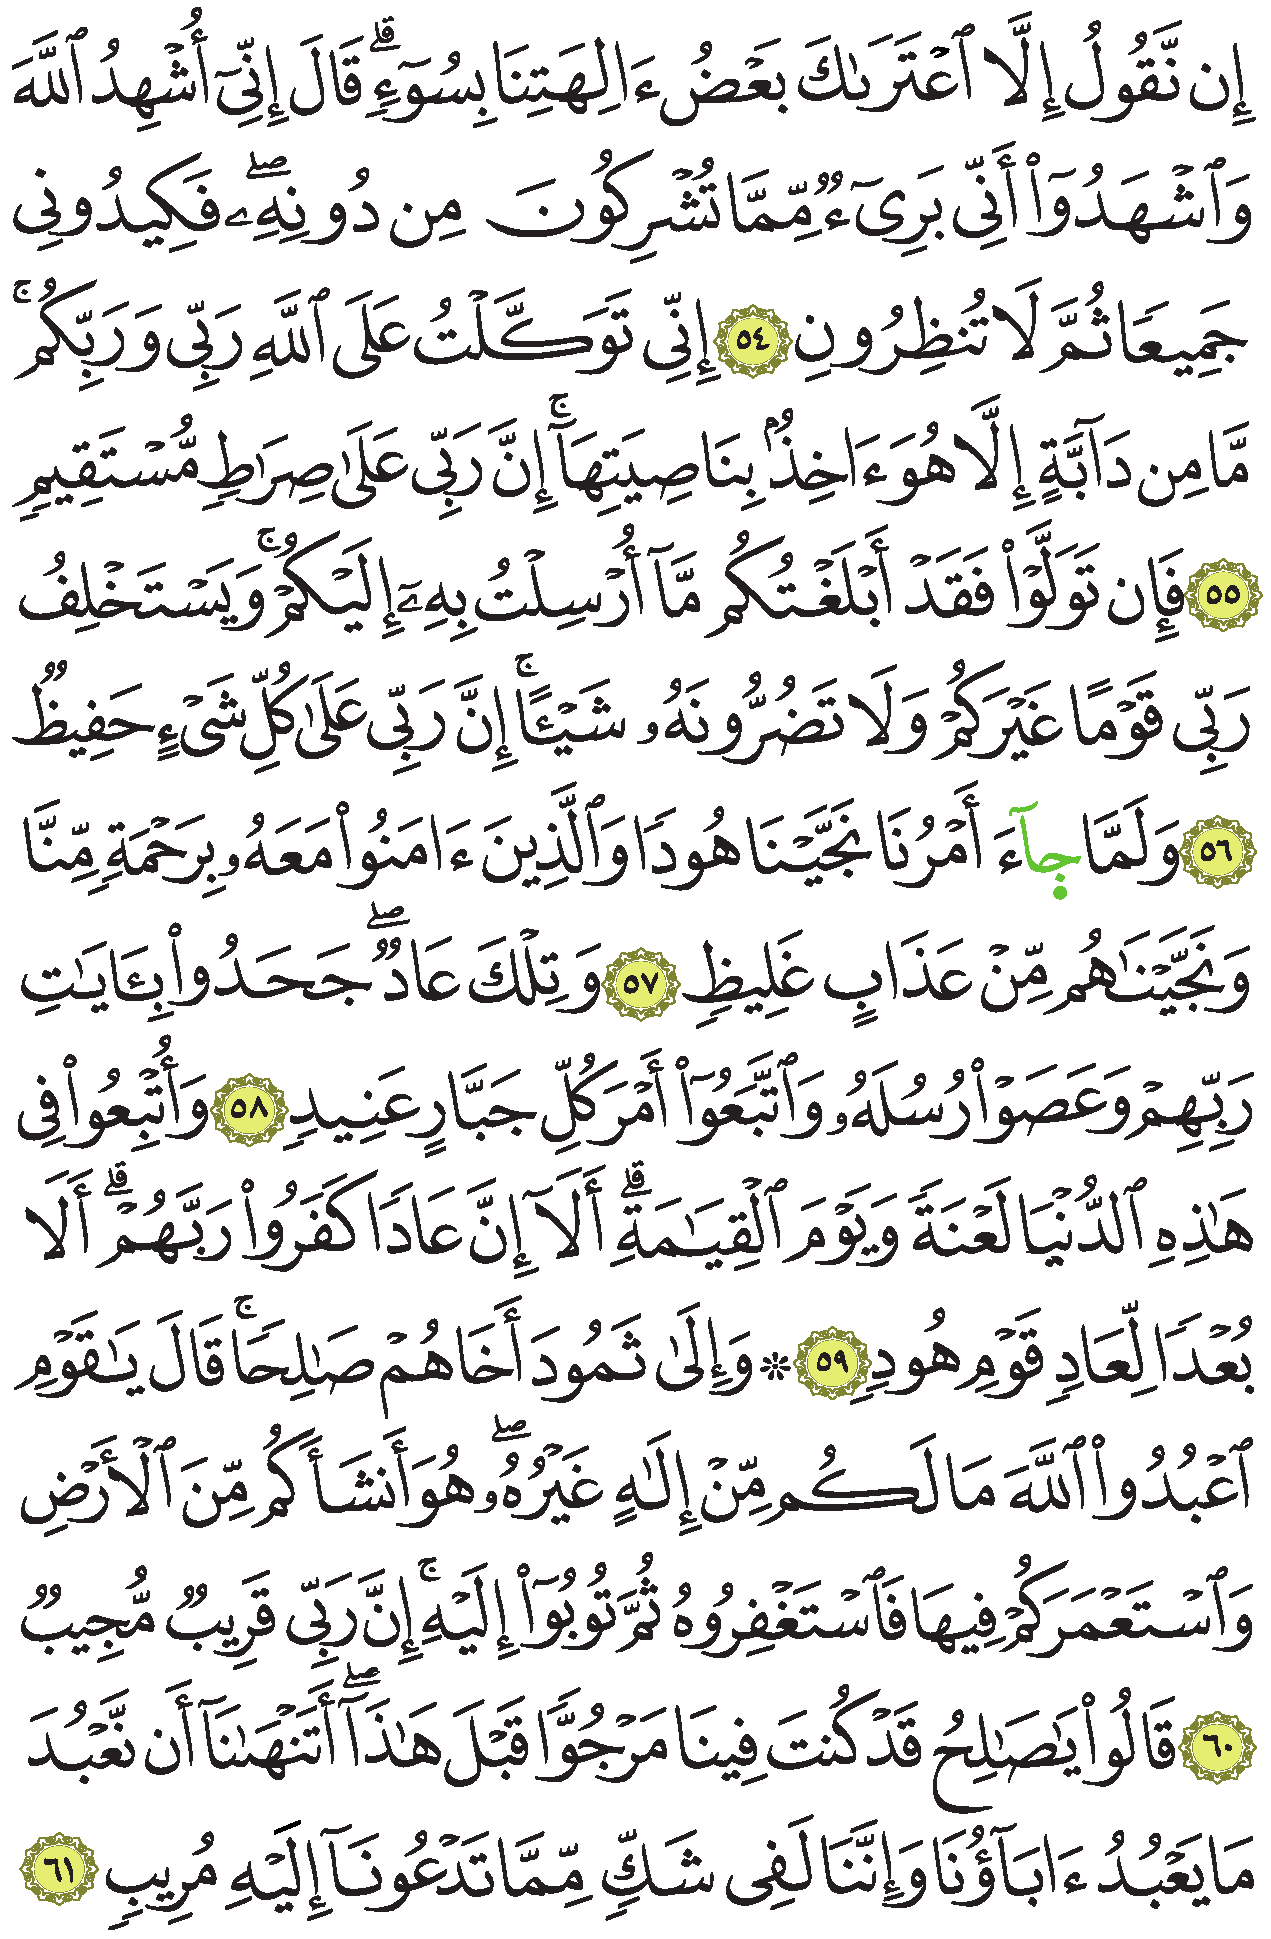 إِن نَّقُولُ إِلَّا ٱعْتَرَىٰكَ بَعْضُ ءَالِهَتِنَا بِسُوٓءٍ ۗ قَالَ إِنِّىٓ أُشْهِدُ ٱللَّهَ
وَٱشْهَدُوٓا۟ أَنِّى بَرِىٓءٌ مِّمَّا تُشْرِكُونَ مِن دُونِهِۦ ۖ فَكِيدُونِى
جَمِيعًا ثُمَّ لَا تُنظِرُونِ ٥٤ إِنِّى تَوَكَّلْتُ عَلَى ٱللَّهِ رَبِّى وَرَبِّكُم ۚ
مَّا مِن دَآبَّةٍ إِلَّا هُوَ ءَاخِذٌۢ بِنَاصِيَتِهَآ ۚ إِنَّ رَبِّى عَلَىٰ صِرَٰطٍ مُّسْتَقِيمٍ
٥٥ فَإِن تَوَلَّوْا۟ فَقَدْ أَبْلَغْتُكُم مَّآ أُرْسِلْتُ بِهِۦٓ إِلَيْكُمْ ۚ وَيَسْتَخْلِفُ
رَبِّى قَوْمًا غَيْرَكُمْ وَلَا تَضُرُّونَهُۥ شَيْـًٔا ۚ إِنَّ رَبِّى عَلَىٰ كُلِّ شَىْءٍ حَفِيظٌ
٥٦ وَلَمَّا جَآءَ أَمْرُنَا نَجَّيْنَا هُودًا وَٱلَّذِينَ ءَامَنُوا۟ مَعَهُۥ بِرَحْمَةٍ مِّنَّا
وَنَجَّيْنَٰهُم مِّنْ عَذَابٍ غَلِيظٍ ٥٧ وَتِلْكَ عَادٌ ۖ جَحَدُوا۟ بِـَٔايَٰتِ
رَبِّهِمْ وَعَصَوْا۟ رُسُلَهُۥ وَٱتَّبَعُوٓا۟ أَمْرَ كُلِّ جَبَّارٍ عَنِيدٍ ٥٨ وَأُتْبِعُوا۟ فِى
هَٰذِهِ ٱلدُّنْيَا لَعْنَةً وَيَوْمَ ٱلْقِيَٰمَةِ ۗ أَلَآ إِنَّ عَادًا كَفَرُوا۟ رَبَّهُمْ ۗ أَلَا
بُعْدًا لِّعَادٍ قَوْمِ هُودٍ ٥٩ ۞ وَإِلَىٰ ثَمُودَ أَخَاهُمْ صَٰلِحًا ۚ قَالَ يَٰقَوْمِ
ٱعْبُدُوا۟ ٱللَّهَ مَا لَكُم مِّنْ إِلَٰهٍ غَيْرُهُۥ ۖ هُوَ أَنشَأَكُم مِّنَ ٱلْأَرْضِ
وَٱسْتَعْمَرَكُمْ فِيهَا فَٱسْتَغْفِرُوهُ ثُمَّ تُوبُوٓا۟ إِلَيْهِ ۚ إِنَّ رَبِّى قَرِيبٌ مُّجِيبٌ
٦٠ قَالُوا۟ يَٰصَٰلِحُ قَدْ كُنتَ فِينَا مَرْجُوًّا قَبْلَ هَٰذَآ ۖ أَتَنْهَىٰنَآ أَن نَّعْبُدَ
مَا يَعْبُدُ ءَابَآؤُنَا وَإِنَّنَا لَفِى شَكٍّ مِّمَّا تَدْعُونَآ إِلَيْهِ مُرِيبٍ ٦١